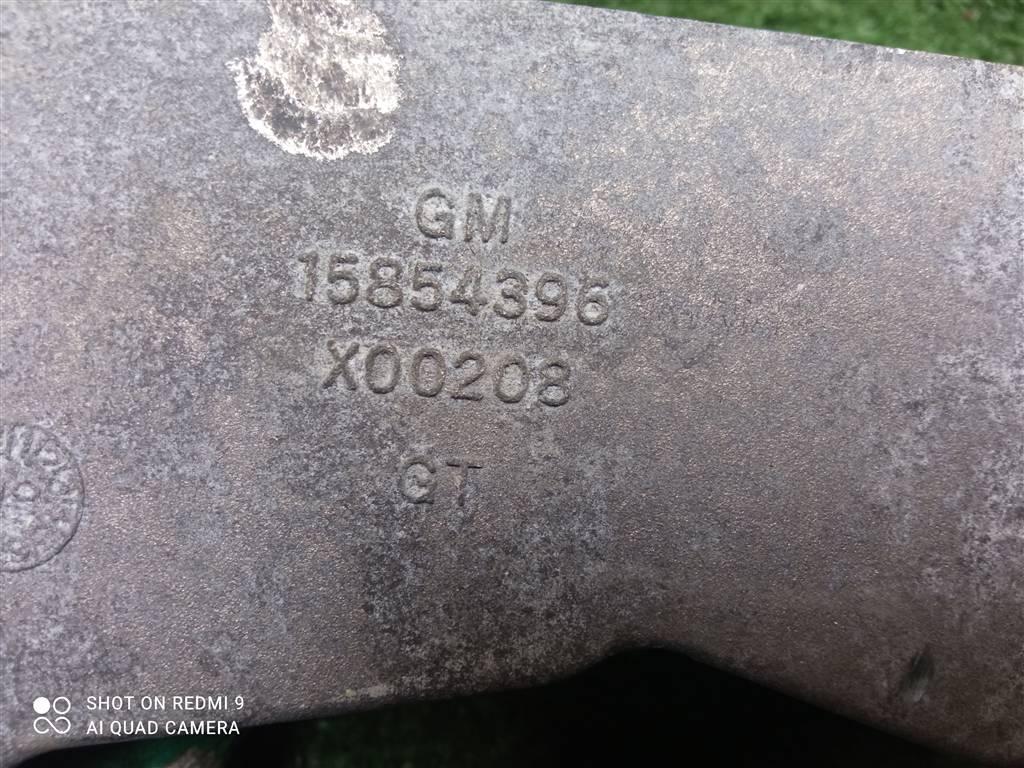 GM
15854396
X00208
GT
SHOT ON REDMI 9
AI QUAD CAMERA